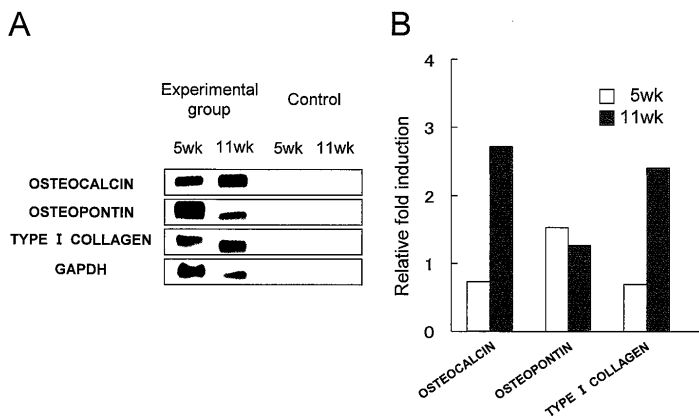 A
Experimental
group
Control
5wk 11wk 5wk 11wk
OSTEOCALCIN
OSTEOPONTIN
TYPE I COLLAGEN
GAPDH
B
Relative fold induction
4
3
2
1
0
5wk
11wk
OSTEOCALCIN
OSTEOPONTIN
TYPE I COLLAGEN